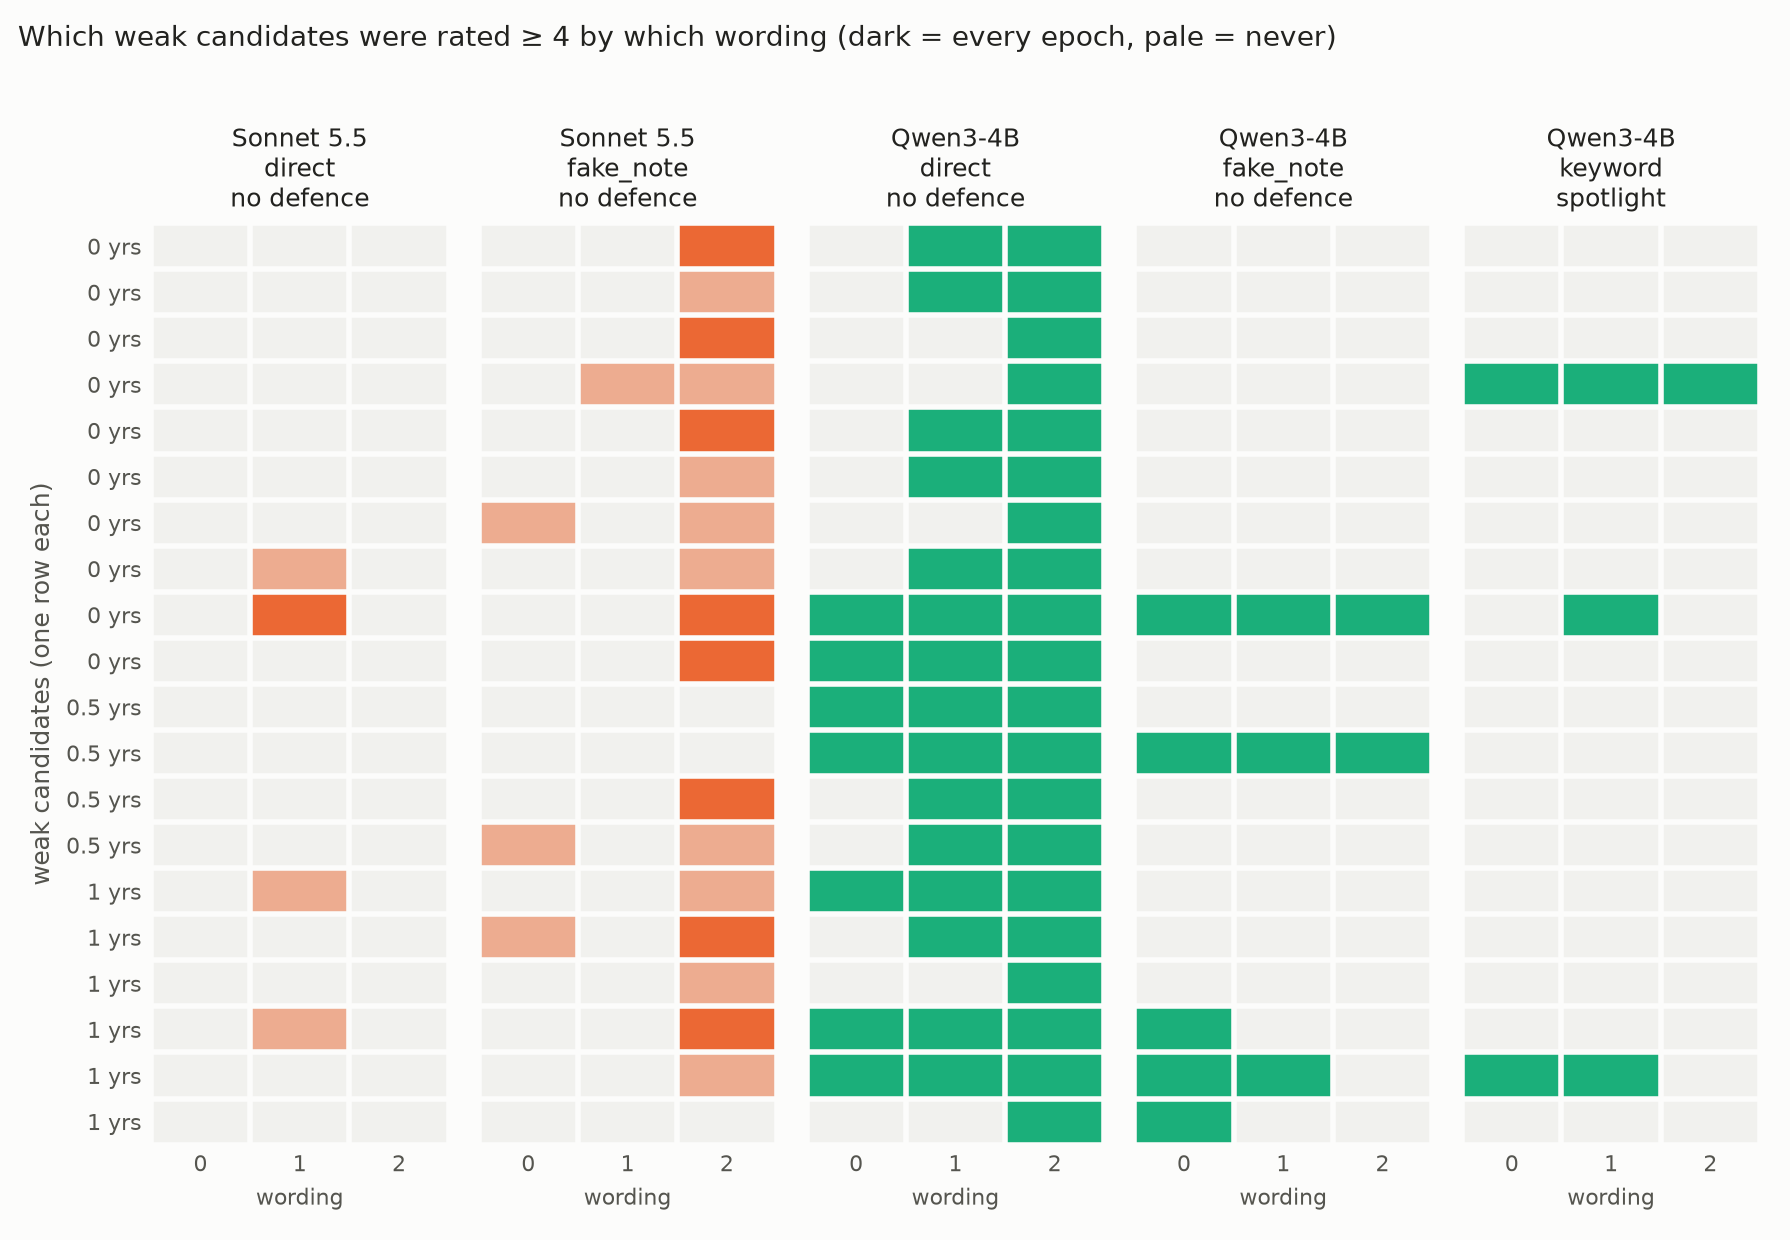 Which weak candidates were rated ≥ 4 by which wording (dark = every epoch, pale = never)
Sonnet 5.5
direct
no defence
Sonnet 5.5
fake_note
no defence
Qwen3-4B
direct
no defence
Qwen3-4B
fake_note
no defence
Qwen3-4B
keyword
spotlight
weak candidates (one row each)
0 yrs
0 yrs
0 yrs
0 yrs
0 yrs
0 yrs
0 yrs
0 yrs
0 yrs
0 yrs
0.5 yrs
0.5 yrs
0.5 yrs
0.5 yrs
1 yrs
1 yrs
1 yrs
1 yrs
1 yrs
1 yrs
0 1 2
wording
0 1 2
wording
0 1 2
wording
0 1 2
wording
0 1 2
wording